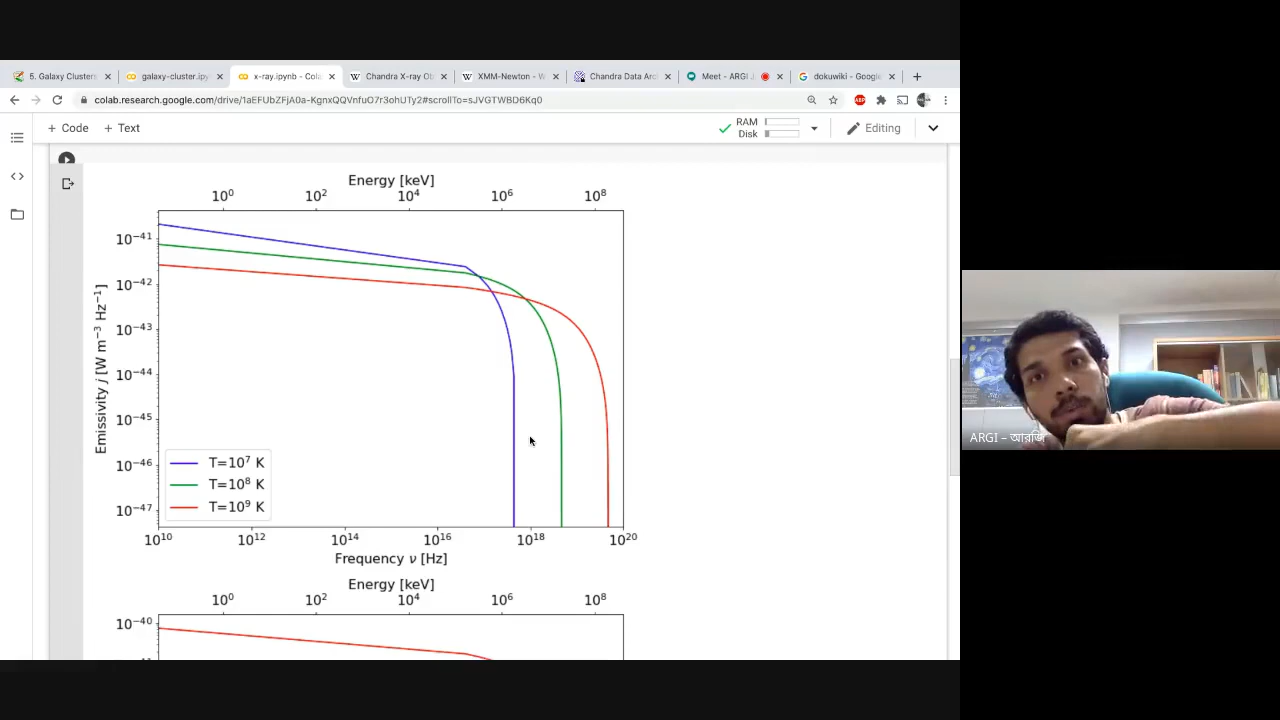 5. Galaxy Clusters
galaxy-cluster.ipyn
x-ray.ipynb - Cola
Chandra X-ray Ob
XMM-Newton - W
Chandra Data Arc
Meet - ARGI
dokuwiki - Google
colab.research.google.com/drive/1aEFUbZFjA0a-KgnxQQVnfuO7r3ohUTy2#scrollTo=sJVGTWBD6Kq0
ABP
+ Code + Text
RAM
Disk
Editing
Energy [keV]
10⁰ 10² 10⁴ 10⁶ 10⁸
10⁻⁴¹
10⁻⁴²
10⁻⁴³
10⁻⁴⁴
10⁻⁴⁵
10⁻⁴⁶
10⁻⁴⁷
Emissivity j [W m⁻³ Hz⁻¹]
T=10⁷ K
T=10⁸ K
T=10⁹ K
10¹⁰ 10¹² 10¹⁴ 10¹⁶ 10¹⁸ 10²⁰
Frequency ν [Hz]
Energy [keV]
10⁰ 10² 10⁴ 10⁶ 10⁸
10⁻⁴⁰
ARGI – আরজি